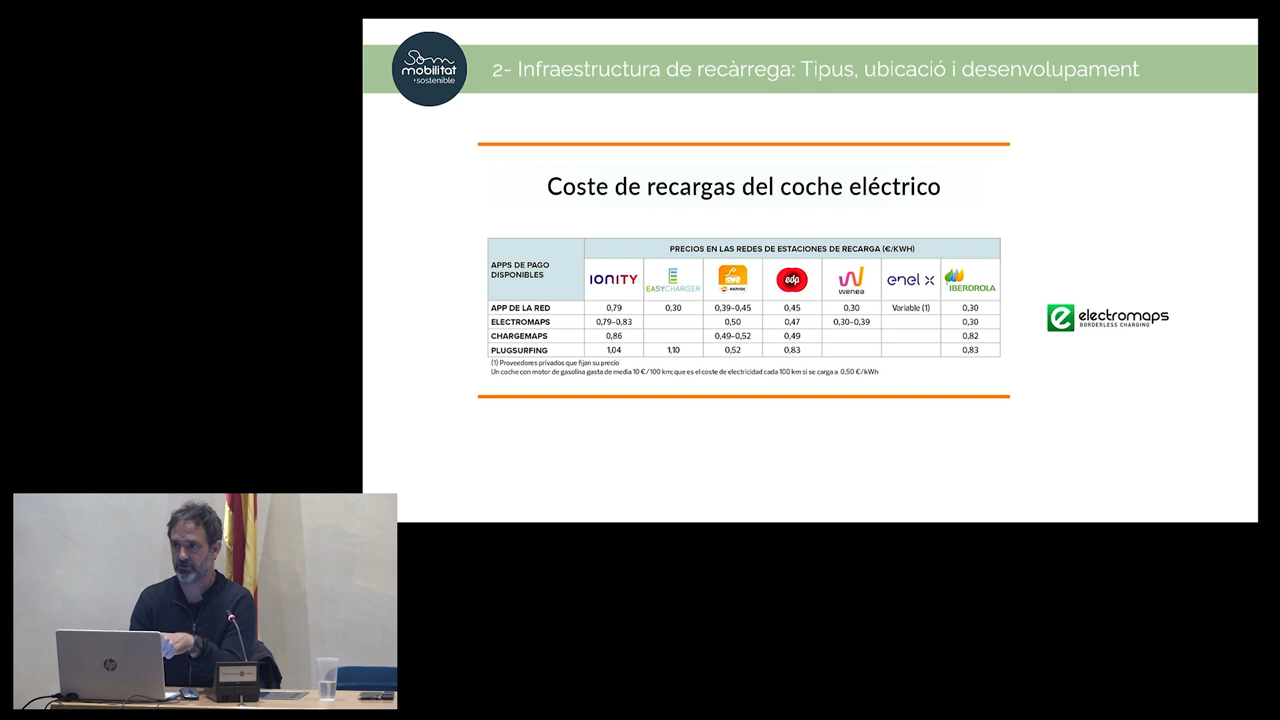 Som
mobilitat
+sostenible
2- Infraestructura de recàrrega: Tipus, ubicació i desenvolupament
Coste de recargas del coche eléctrico
APPS DE PAGO DISPONIBLES PRECIOS EN LAS REDES DE ESTACIONES DE RECARGA (€/KWH)
IONITY EASYCHARGER REPSOL edp wenea enel x IBERDROLA
APP DE LA RED 0,79 0,30 0,39-0,45 0,45 0,30 Variable (1) 0,30
ELECTROMAPS 0,79-0,83 0,50 0,47 0,30-0,39 0,30
CHARGEMAPS 0,86 0,49-0,52 0,49 0,82
PLUGSURFING 1,04 1,10 0,52 0,83 0,83
(1) Proveedores privados que fijan su precio
Un coche con motor de gasolina gasta de media 10 €/100 km; que es el coste de electricidad cada 100 km si se carga a 0,50 €/kWh
electromaps
BORDERLESS CHARGING
hp